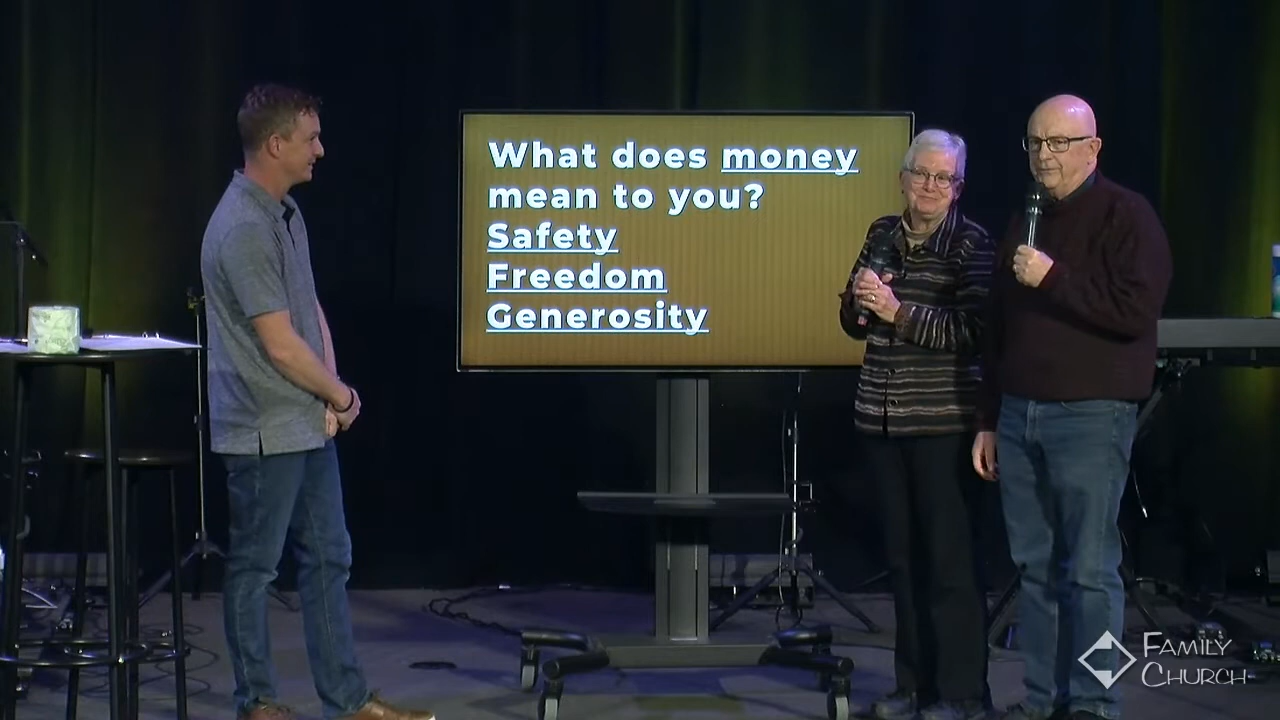 What does money
mean to you?
Safety
Freedom
Generosity
Family
Church